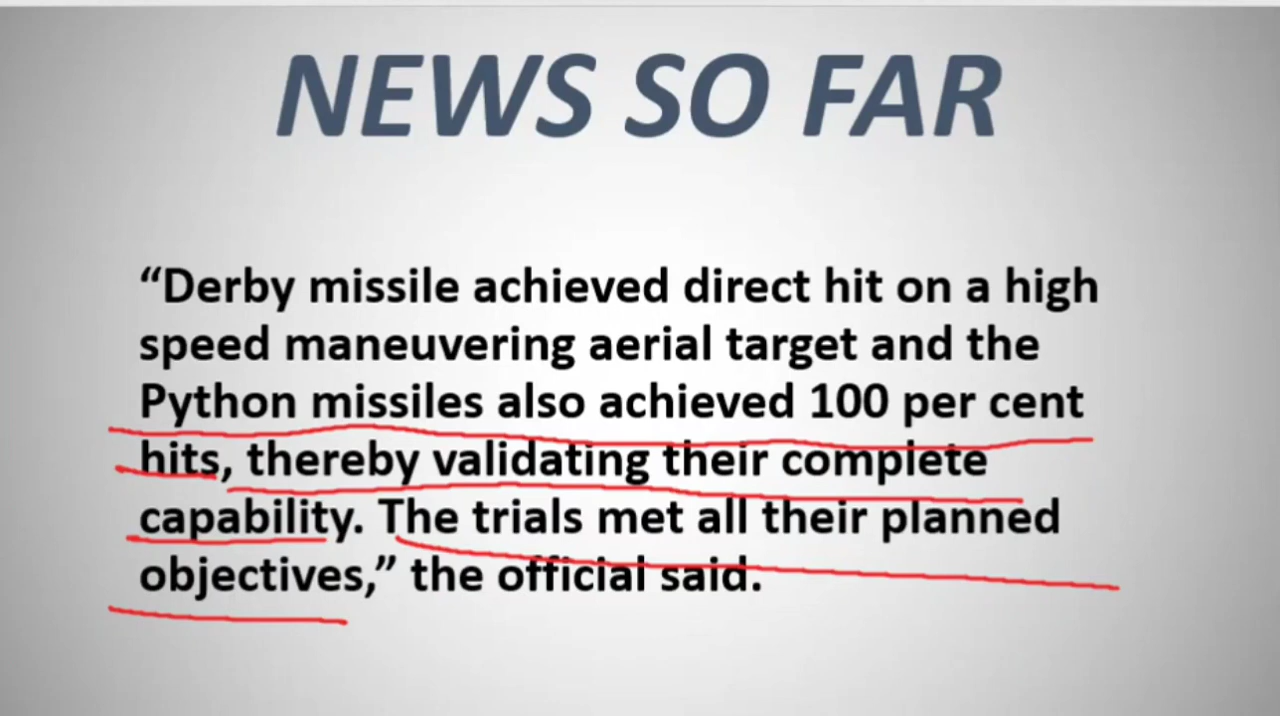 NEWS SO FAR
“Derby missile achieved direct hit on a high
speed maneuvering aerial target and the
Python missiles also achieved 100 per cent
hits, thereby validating their complete
capability. The trials met all their planned
objectives,” the official said.